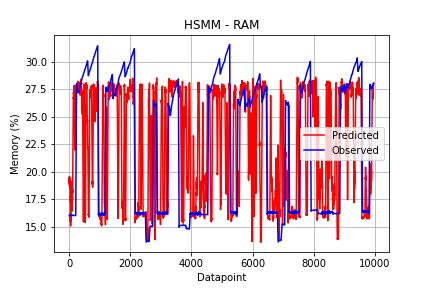 HSMM - RAM
30.0
27.5
25.0
22.5
20.0
17.5
15.0
Memory (%)
Predicted
Observed
0
2000
4000
6000
8000
10000
Datapoint